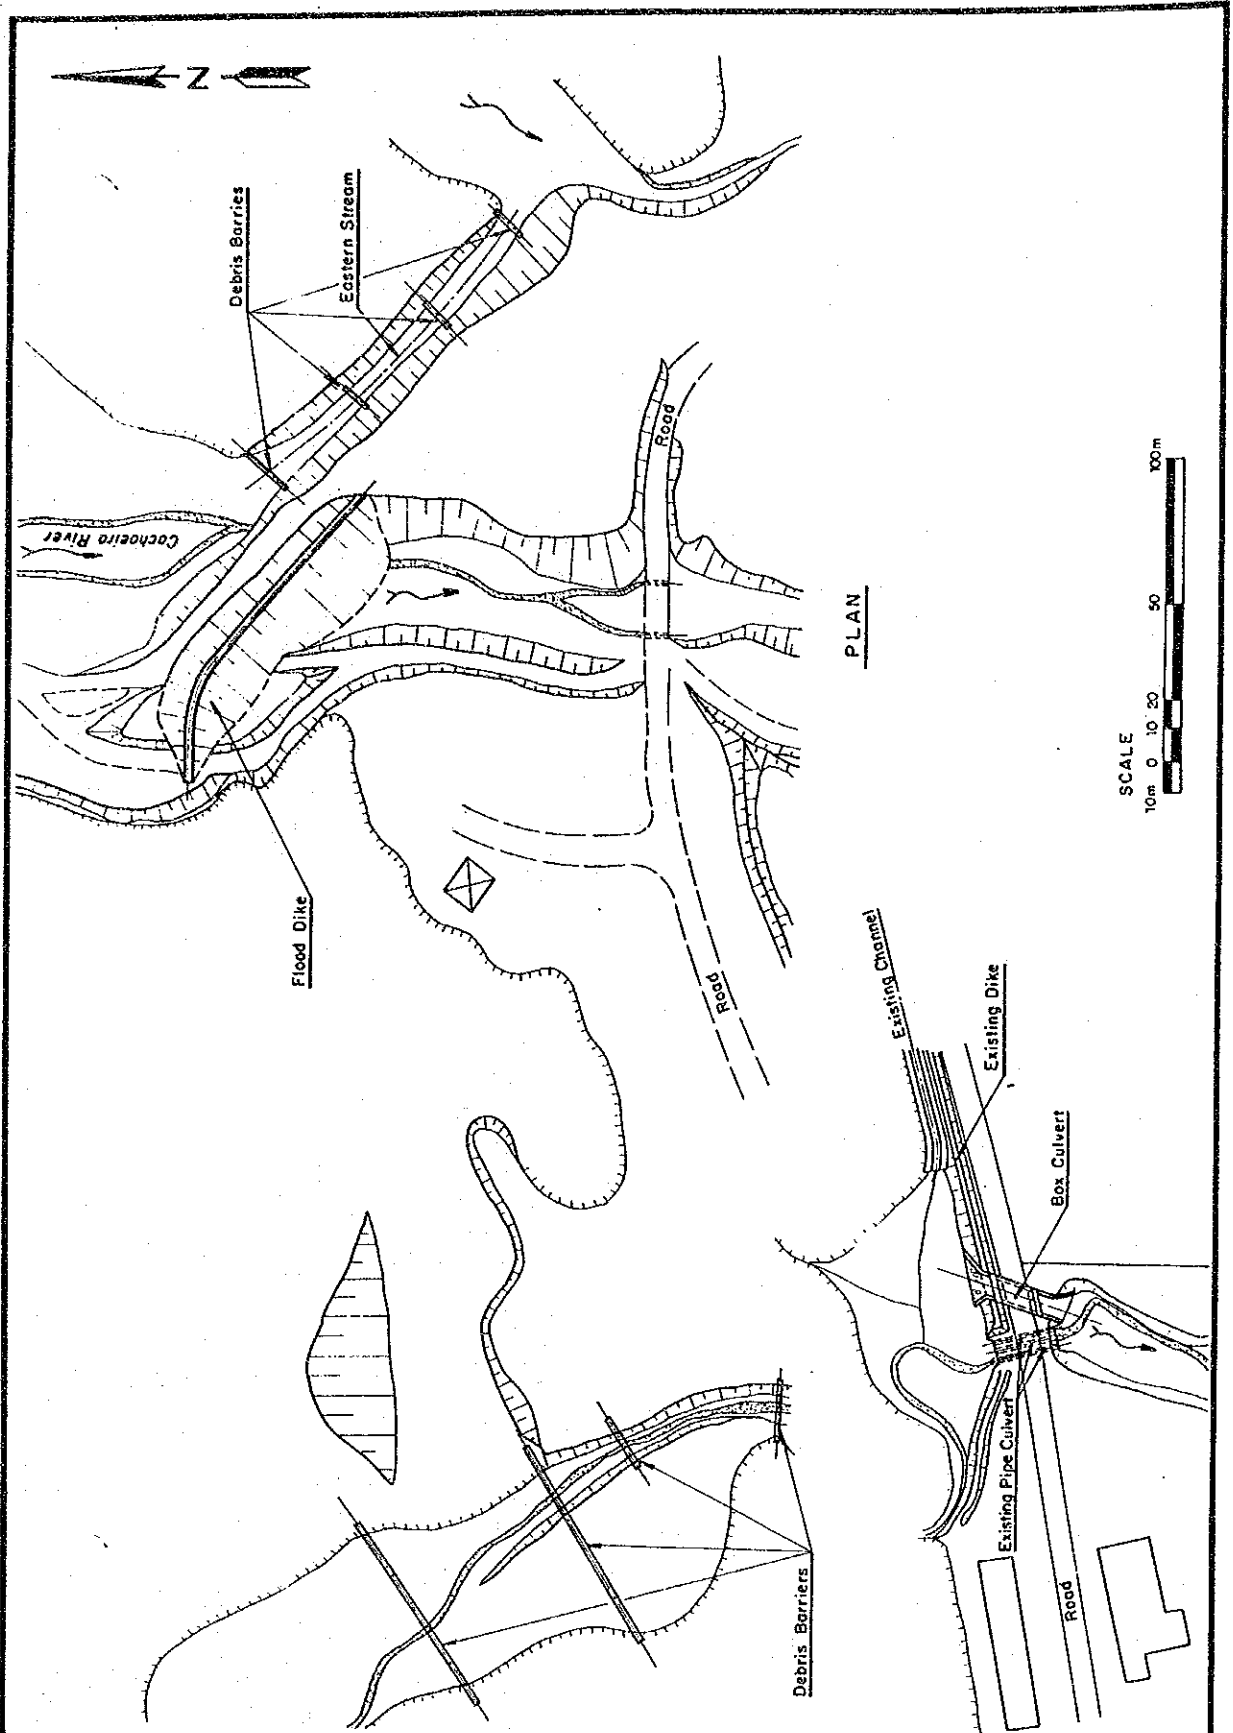 N
Debris Barries
Eastern Stream
Cachoeira River
Flood Dike
Road
Road
PLAN
SCALE
10m 0 10 20 50 100m
Existing Channel
Existing Dike
Box Culvert
Existing Pipe Culvert
Road
Debris Barriers